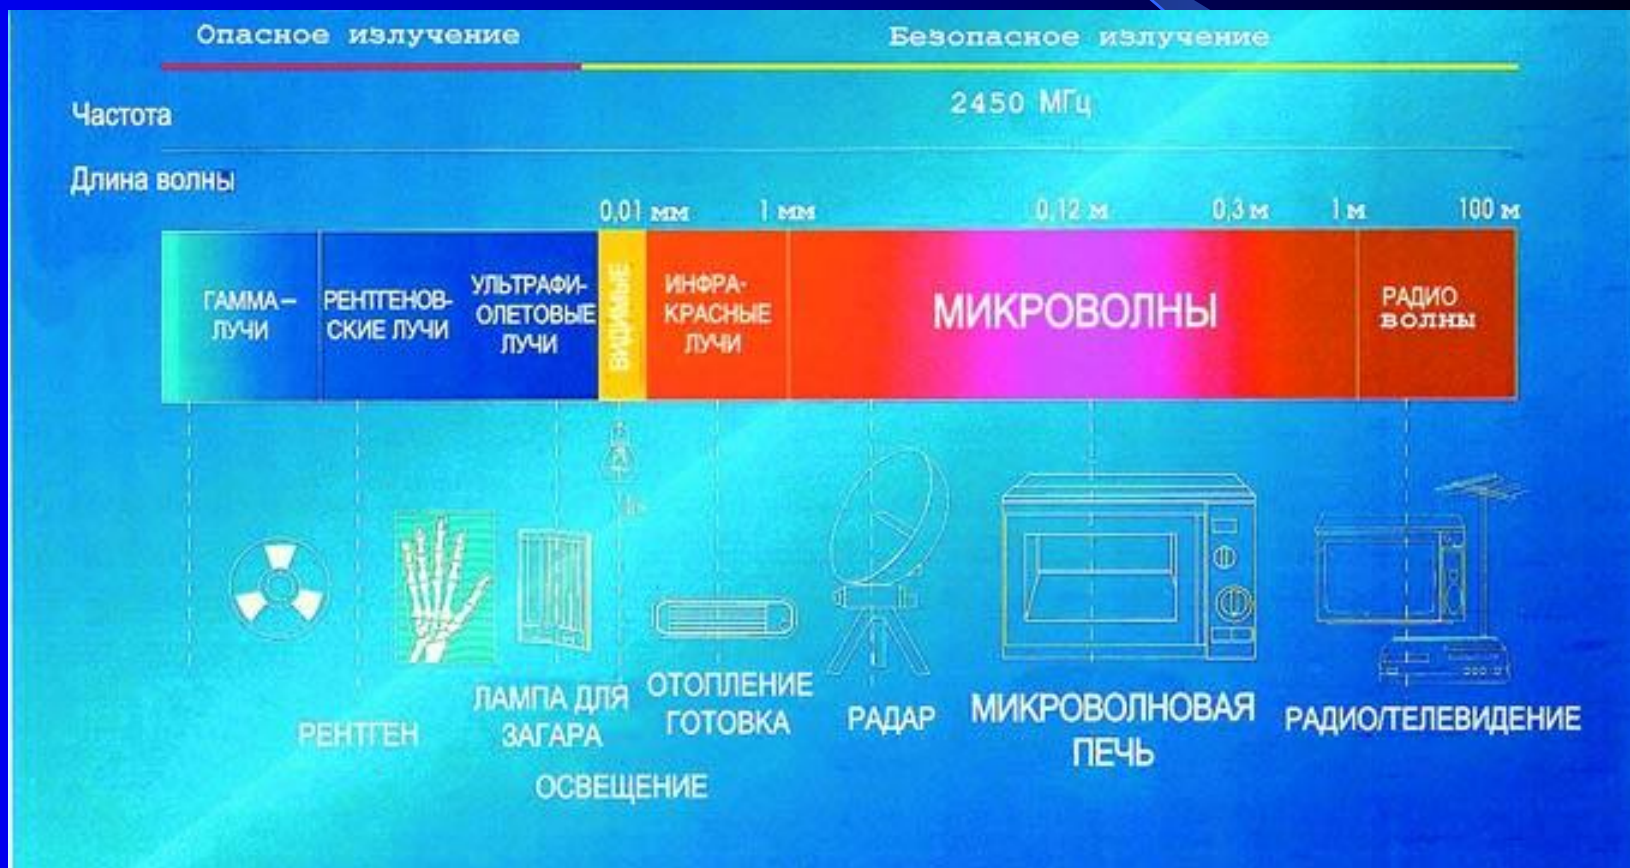 Опасное излучение
Безопасное излучение
Частота
2450 МГц
Длина волны
0,01 мм
1 мм
0,12 м
0,3 м
1 м
100 м
ГАММА–
ЛУЧИ
РЕНТГЕНОВ-
СКИЕ ЛУЧИ
УЛЬТРАФИ-
ОЛЕТОВЫЕ
ЛУЧИ
ВИДИМЫЕ
ИНФРА-
КРАСНЫЕ
ЛУЧИ
МИКРОВОЛНЫ
РАДИО
ВОЛНЫ
РЕНТГЕН
ЛАМПА ДЛЯ
ЗАГАРА
ОСВЕЩЕНИЕ
ОТОПЛЕНИЕ
ГОТОВКА
РАДАР
МИКРОВОЛНОВАЯ
ПЕЧЬ
РАДИО/ТЕЛЕВИДЕНИЕ